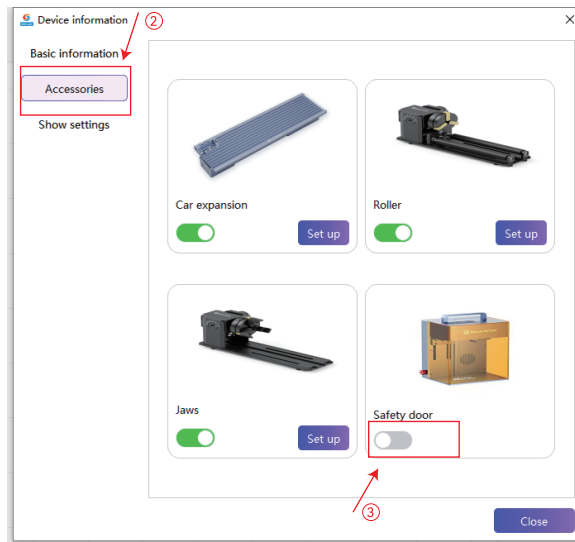 Device information
②
Basic information
Accessories
Show settings
Car expansion
Set up
Roller
Set up
Jaws
Set up
Safety door
③
Close